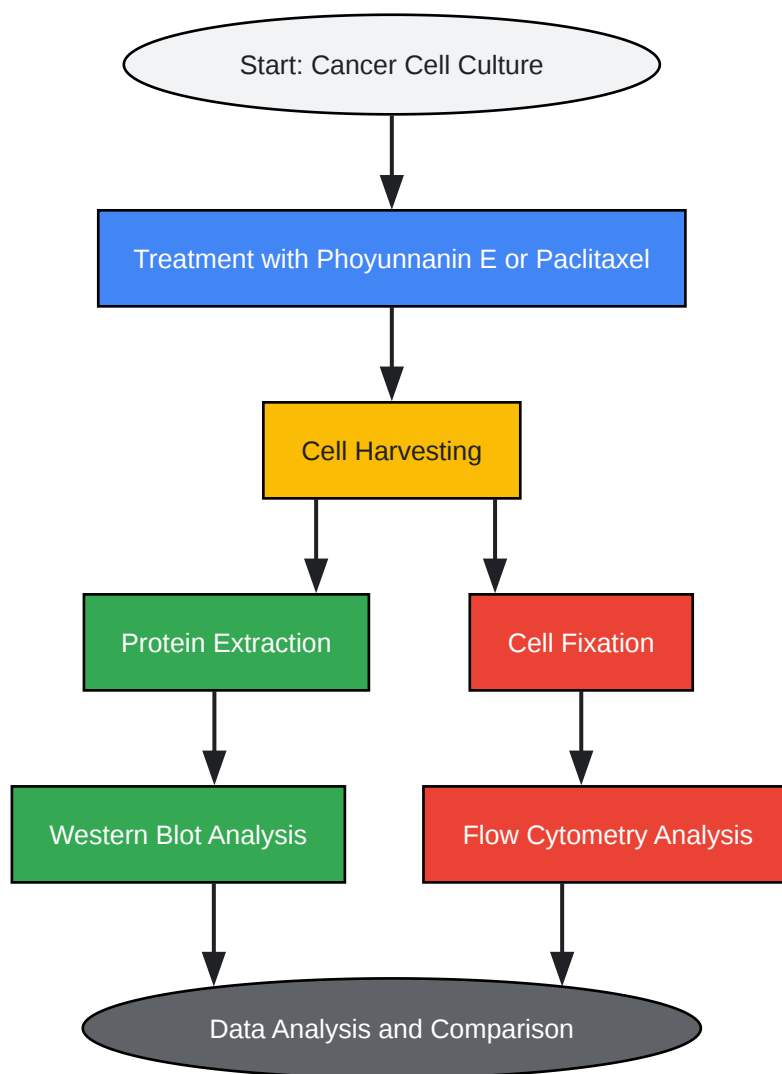 Start: Cancer Cell Culture
Treatment with Phoyunnanin E or Paclitaxel
Cell Harvesting
Protein Extraction
Cell Fixation
Western Blot Analysis
Flow Cytometry Analysis
Data Analysis and Comparison